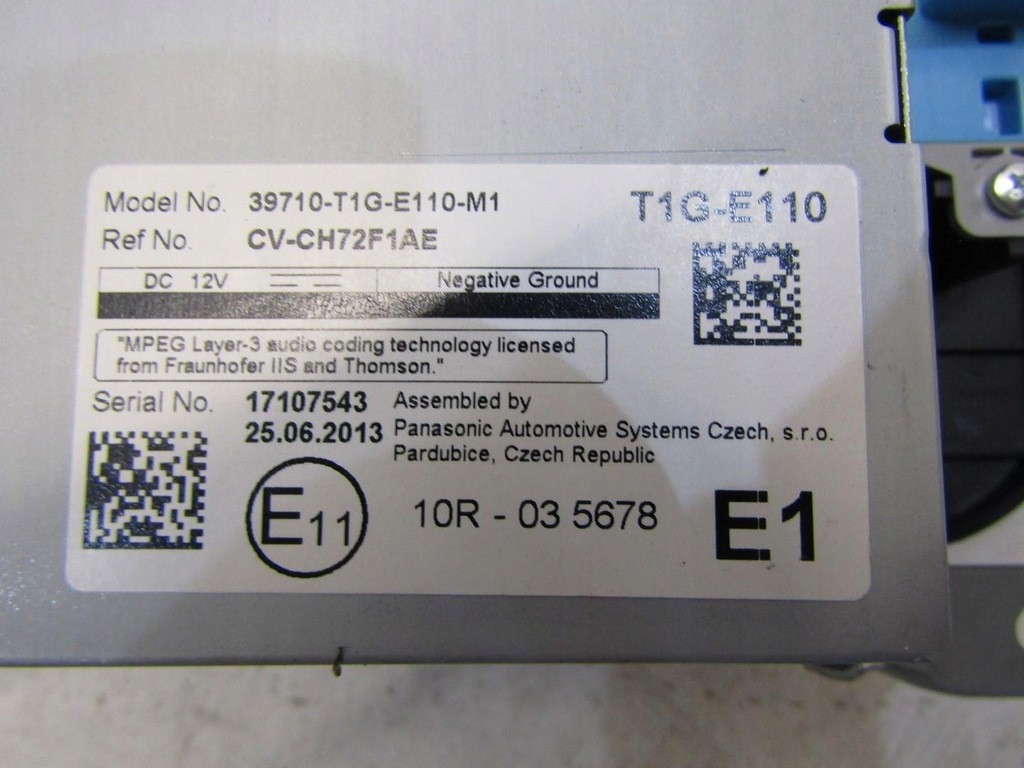 Model No. 39710-T1G-E110-M1
T1G-E110
Ref No. CV-CH72F1AE
DC 12V Negative Ground
"MPEG Layer-3 audio coding technology licensed
from Fraunhofer IIS and Thomson."
Serial No. 17107543
25.06.2013
Assembled by
Panasonic Automotive Systems Czech, s.r.o.
Pardubice, Czech Republic
E11
10R - 03 5678
E1